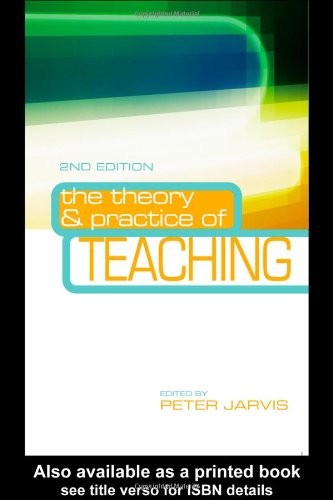 2ND EDITION
the theory
& practice of
TEACHING
EDITED BY
PETER JARVIS
Also available as a printed book
see title verso for ISBN details